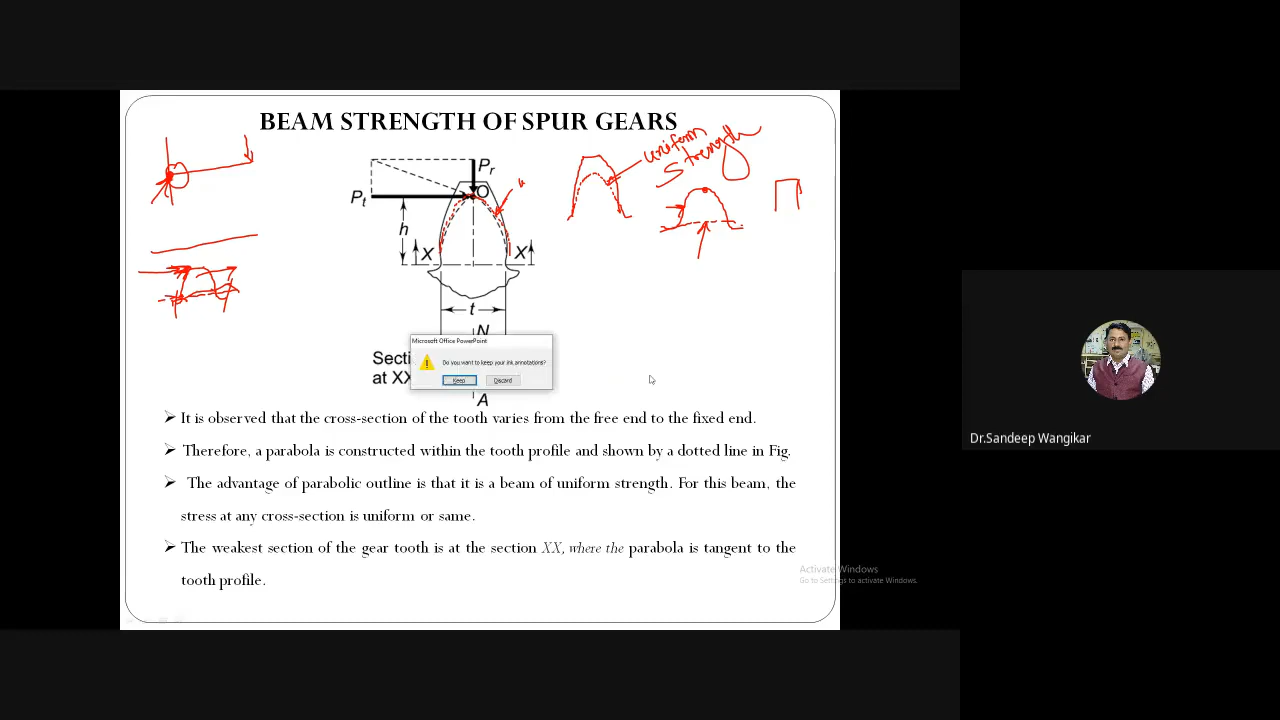 BEAM STRENGTH OF SPUR GEARS
uniform
strength
Pr
O
Pt
h
X X
t
N
Microsoft Office PowerPoint
Do you want to keep your ink annotations?
Keep Discard
Secti
at XX
A
➢ It is observed that the cross-section of the tooth varies from the free end to the fixed end.
➢ Therefore, a parabola is constructed within the tooth profile and shown by a dotted line in Fig.
➢ The advantage of parabolic outline is that it is a beam of uniform strength. For this beam, the
stress at any cross-section is uniform or same.
➢ The weakest section of the gear tooth is at the section XX, where the parabola is tangent to the
tooth profile.
Dr.Sandeep Wangikar
Activate Windows
Go to Settings to activate Windows.